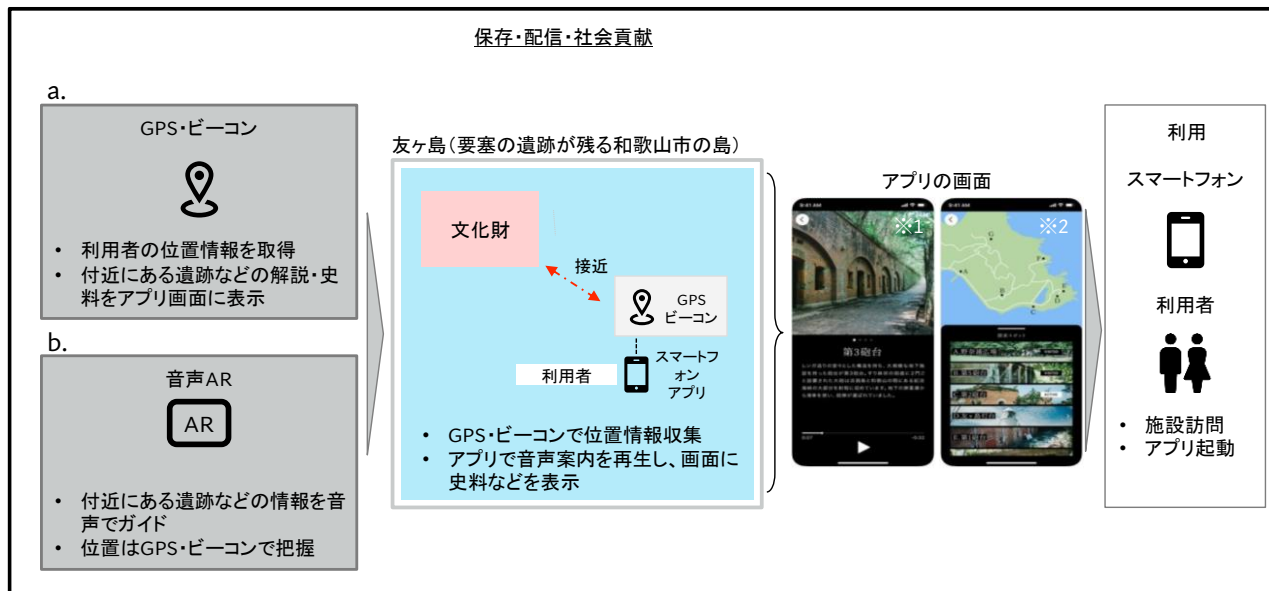 保存・配信・社会貢献
a.
GPS・ビーコン
• 利用者の位置情報を取得
• 付近にある遺跡などの解説・史
料をアプリ画面に表示
b.
音声AR
AR
• 付近にある遺跡などの情報を音
声でガイド
• 位置はGPS・ビーコンで把握
友ヶ島(要塞の遺跡が残る和歌山市の島)
文化財
接近
GPS
ビーコン
利用者
スマートフ
ォン
アプリ
• GPS・ビーコンで位置情報収集
• アプリで音声案内を再生し、画面に
史料などを表示
アプリの画面
9:41 AM
※1
第3砲台
9:41 AM
※2
G
A
B
C
F
E
D
利用
スマートフォン
利用者
• 施設訪問
• アプリ起動